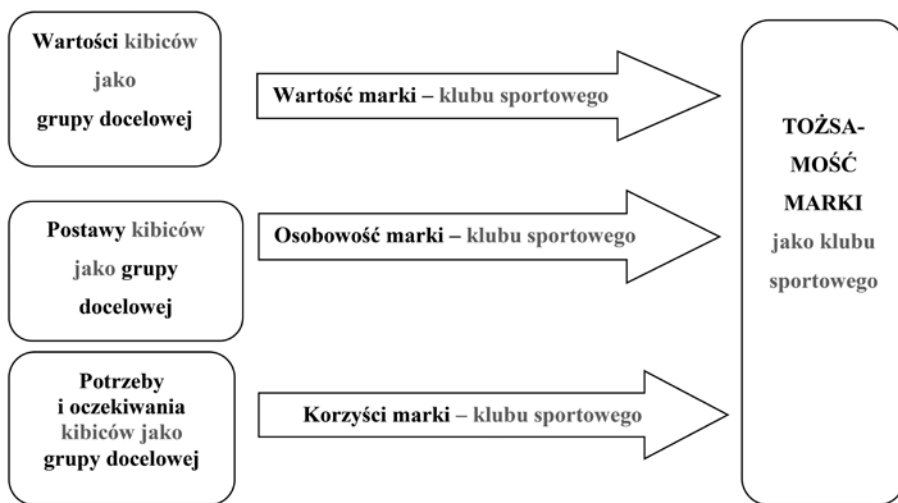 Wartości kibiców
jako
grupy docelowej
Wartość marki – klubu sportowego
Postawy kibiców
jako grupy
docelowej
Osobowość marki – klubu sportowego
Potrzeby
i oczekiwania
kibiców jako
grupy docelowej
Korzyści marki – klubu sportowego
TOŻSA-
MOŚĆ
MARKI
jako klubu
sportowego